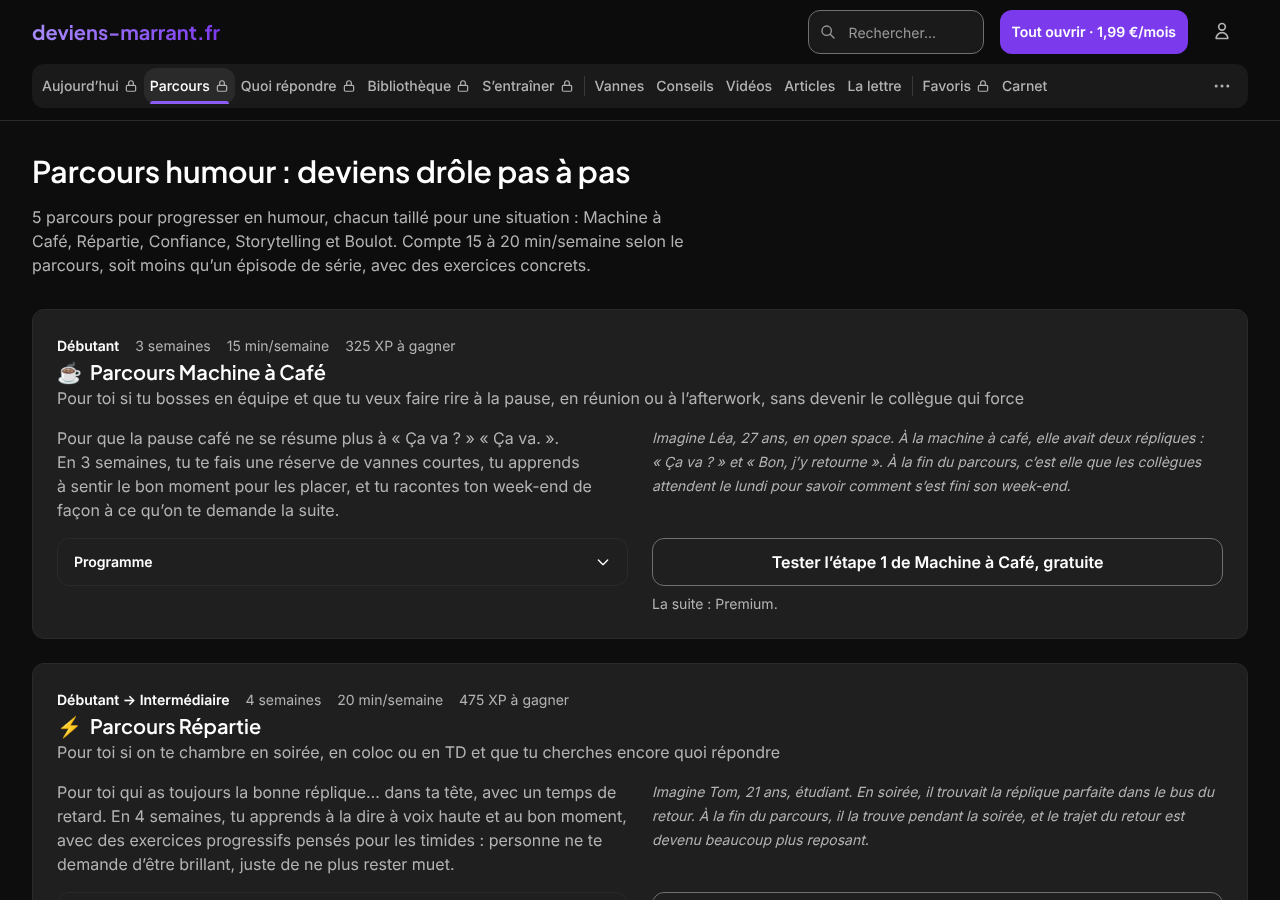 deviens-marrant.fr
Rechercher...
Tout ouvrir · 1,99 €/mois
Aujourd’hui
Parcours
Quoi répondre
Bibliothèque
S’entraîner
Vannes
Conseils
Vidéos
Articles
La lettre
Favoris
Carnet
Parcours humour : deviens drôle pas à pas
5 parcours pour progresser en humour, chacun taillé pour une situation : Machine à
Café, Répartie, Confiance, Storytelling et Boulot. Compte 15 à 20 min/semaine selon le
parcours, soit moins qu’un épisode de série, avec des exercices concrets.
Débutant 3 semaines 15 min/semaine 325 XP à gagner
☕ Parcours Machine à Café
Pour toi si tu bosses en équipe et que tu veux faire rire à la pause, en réunion ou à l’afterwork, sans devenir le collègue qui force
Pour que la pause café ne se résume plus à « Ça va ? » « Ça va. ».
En 3 semaines, tu te fais une réserve de vannes courtes, tu apprends
à sentir le bon moment pour les placer, et tu racontes ton week-end de
façon à ce qu’on te demande la suite.
Imagine Léa, 27 ans, en open space. À la machine à café, elle avait deux répliques :
« Ça va ? » et « Bon, j’y retourne ». À la fin du parcours, c’est elle que les collègues
attendent le lundi pour savoir comment s’est fini son week-end.
Programme
Tester l’étape 1 de Machine à Café, gratuite
La suite : Premium.
Débutant → Intermédiaire 4 semaines 20 min/semaine 475 XP à gagner
⚡ Parcours Répartie
Pour toi si on te chambre en soirée, en coloc ou en TD et que tu cherches encore quoi répondre
Pour toi qui as toujours la bonne réplique… dans ta tête, avec un temps de
retard. En 4 semaines, tu apprends à la dire à voix haute et au bon moment,
avec des exercices progressifs pensés pour les timides : personne ne te
demande d’être brillant, juste de ne plus rester muet.
Imagine Tom, 21 ans, étudiant. En soirée, il trouvait la réplique parfaite dans le bus du
retour. À la fin du parcours, il la trouve pendant la soirée, et le trajet du retour est
devenu beaucoup plus reposant.